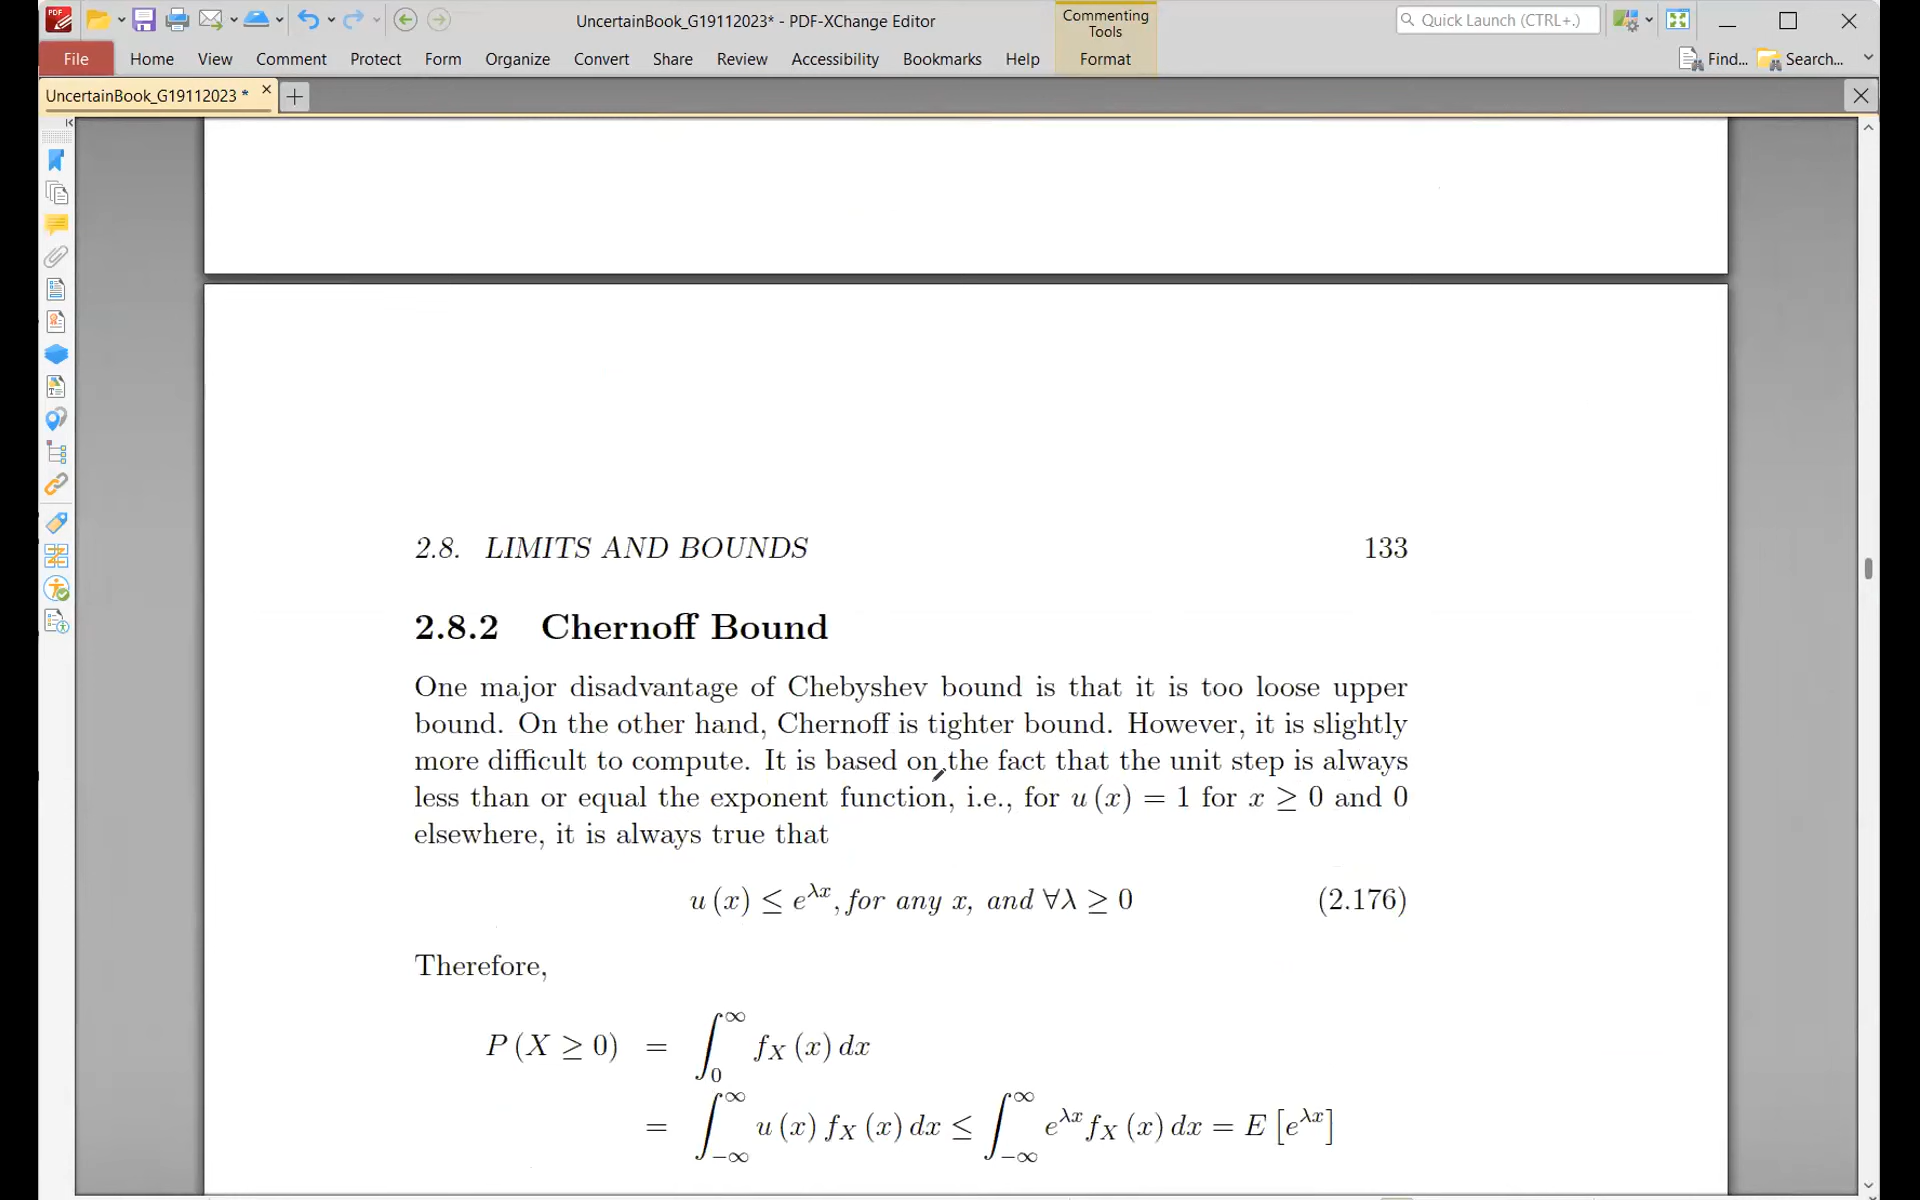 UncertainBook_G19112023* - PDF-XChange Editor
Commenting Tools
Quick Launch (CTRL+.)
File Home View Comment Protect Form Organize Convert Share Review Accessibility Bookmarks Help Format Find... Search...
UncertainBook_G19112023 *
2.8. LIMITS AND BOUNDS 133
2.8.2 Chernoff Bound
One major disadvantage of Chebyshev bound is that it is too loose upper
bound. On the other hand, Chernoff is tighter bound. However, it is slightly
more difficult to compute. It is based on the fact that the unit step is always
less than or equal the exponent function, i.e., for u (x) = 1 for x ≥ 0 and 0
elsewhere, it is always true that
u (x) ≤ e^{λx}, for any x, and ∀λ ≥ 0 (2.176)
Therefore,
P (X ≥ 0) = ∫_0^∞ f_X (x) dx
= ∫_{-∞}^∞ u (x) f_X (x) dx ≤ ∫_{-∞}^∞ e^{λx} f_X (x) dx = E [e^{λx}]